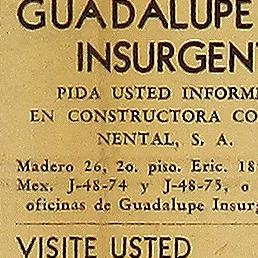 GUADALUPE
INSURGENT
PIDA USTED INFORME
EN CONSTRUCTORA CO
NENTAL, S. A.
Madero 26, 2o. piso. Eric. 18
Mex. J-48-74 y J-48-75, o
oficinas de Guadalupe Insurg
VISITE USTED